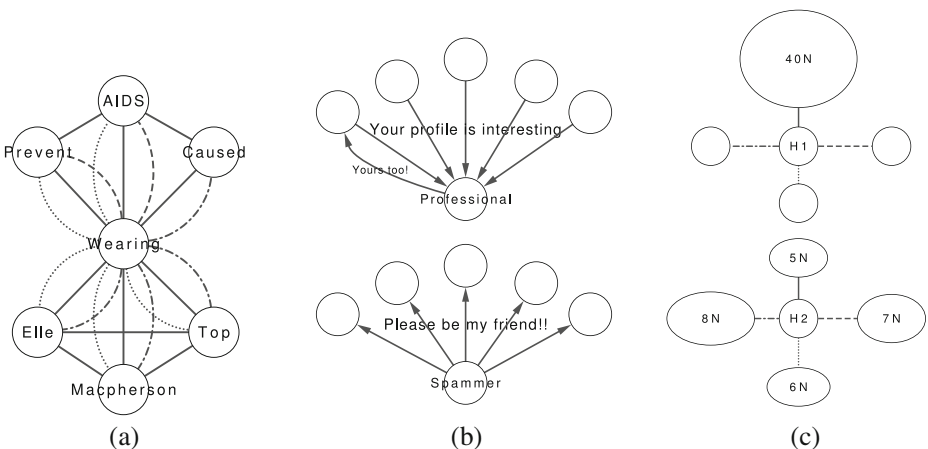 AIDS
Prevent
Caused
Wearing
Elle
Top
Macpherson
(a)
Your profile is interesting
Yours too!
Professional
Please be my friend!!
Spammer
(b)
40N
H1
5N
8N
H2
7N
6N
(c)